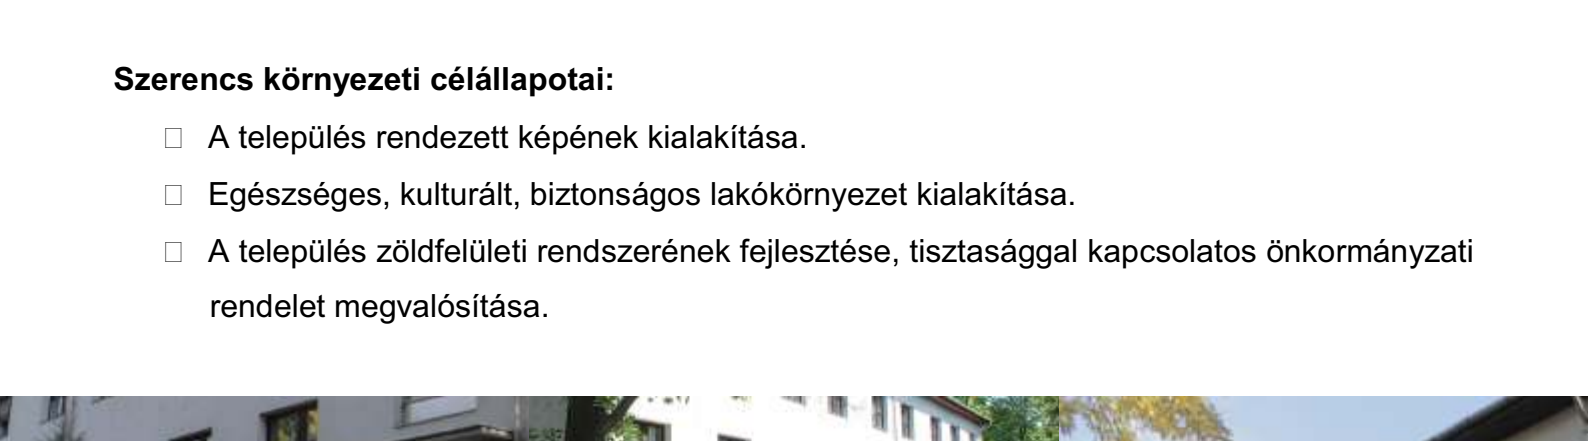 Szerencs környezeti célállapotai:
□ A település rendezett képének kialakítása.
□ Egészséges, kulturált, biztonságos lakókörnyezet kialakítása.
□ A település zöldfelületi rendszerének fejlesztése, tisztasággal kapcsolatos önkormányzati
rendelet megvalósítása.